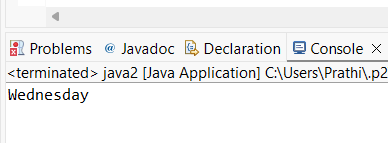 Problems Javadoc Declaration Console
<terminated> java2 [Java Application] C:\Users\Prathi\.p2
Wednesday